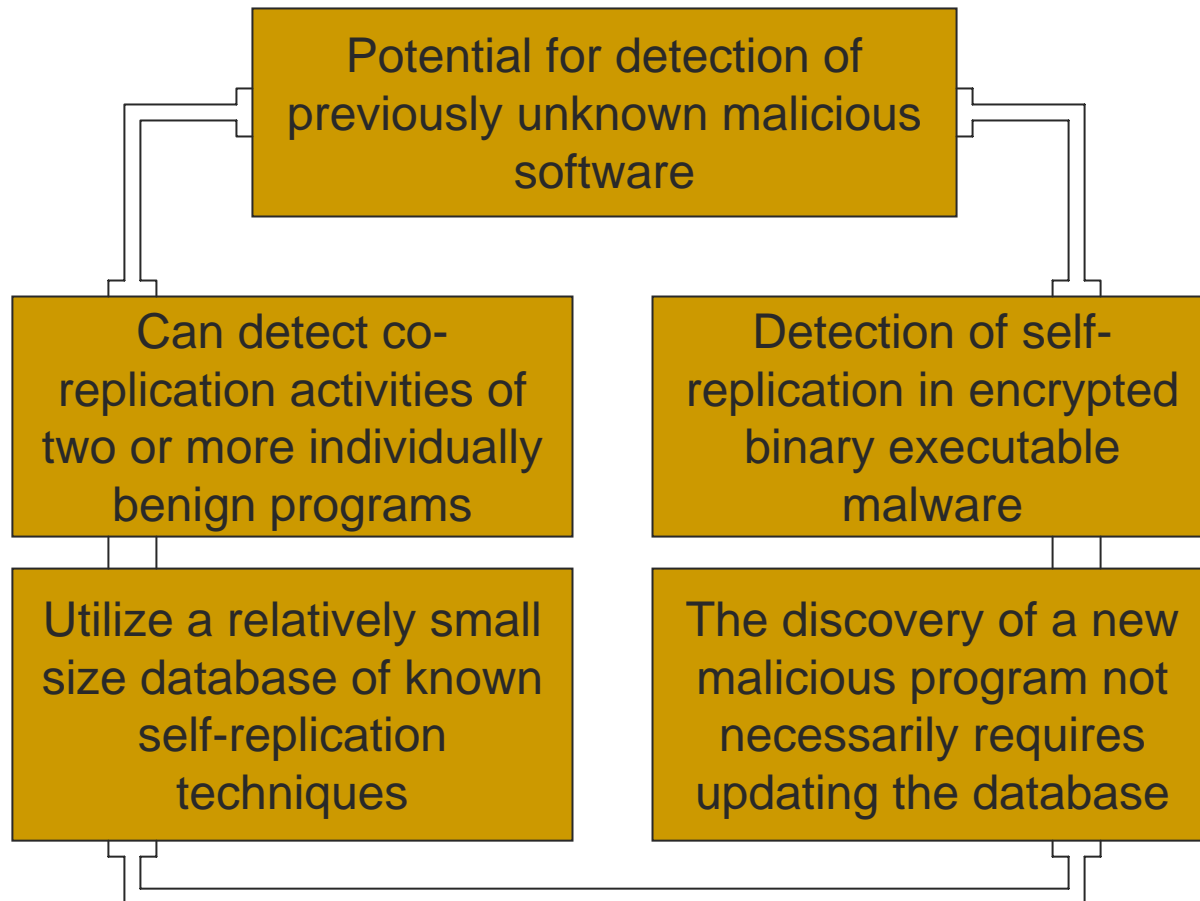 Potential for detection of
previously unknown malicious
software
Can detect co-
replication activities of
two or more individually
benign programs
Detection of self-
replication in encrypted
binary executable
malware
Utilize a relatively small
size database of known
self-replication
techniques
The discovery of a new
malicious program not
necessarily requires
updating the database